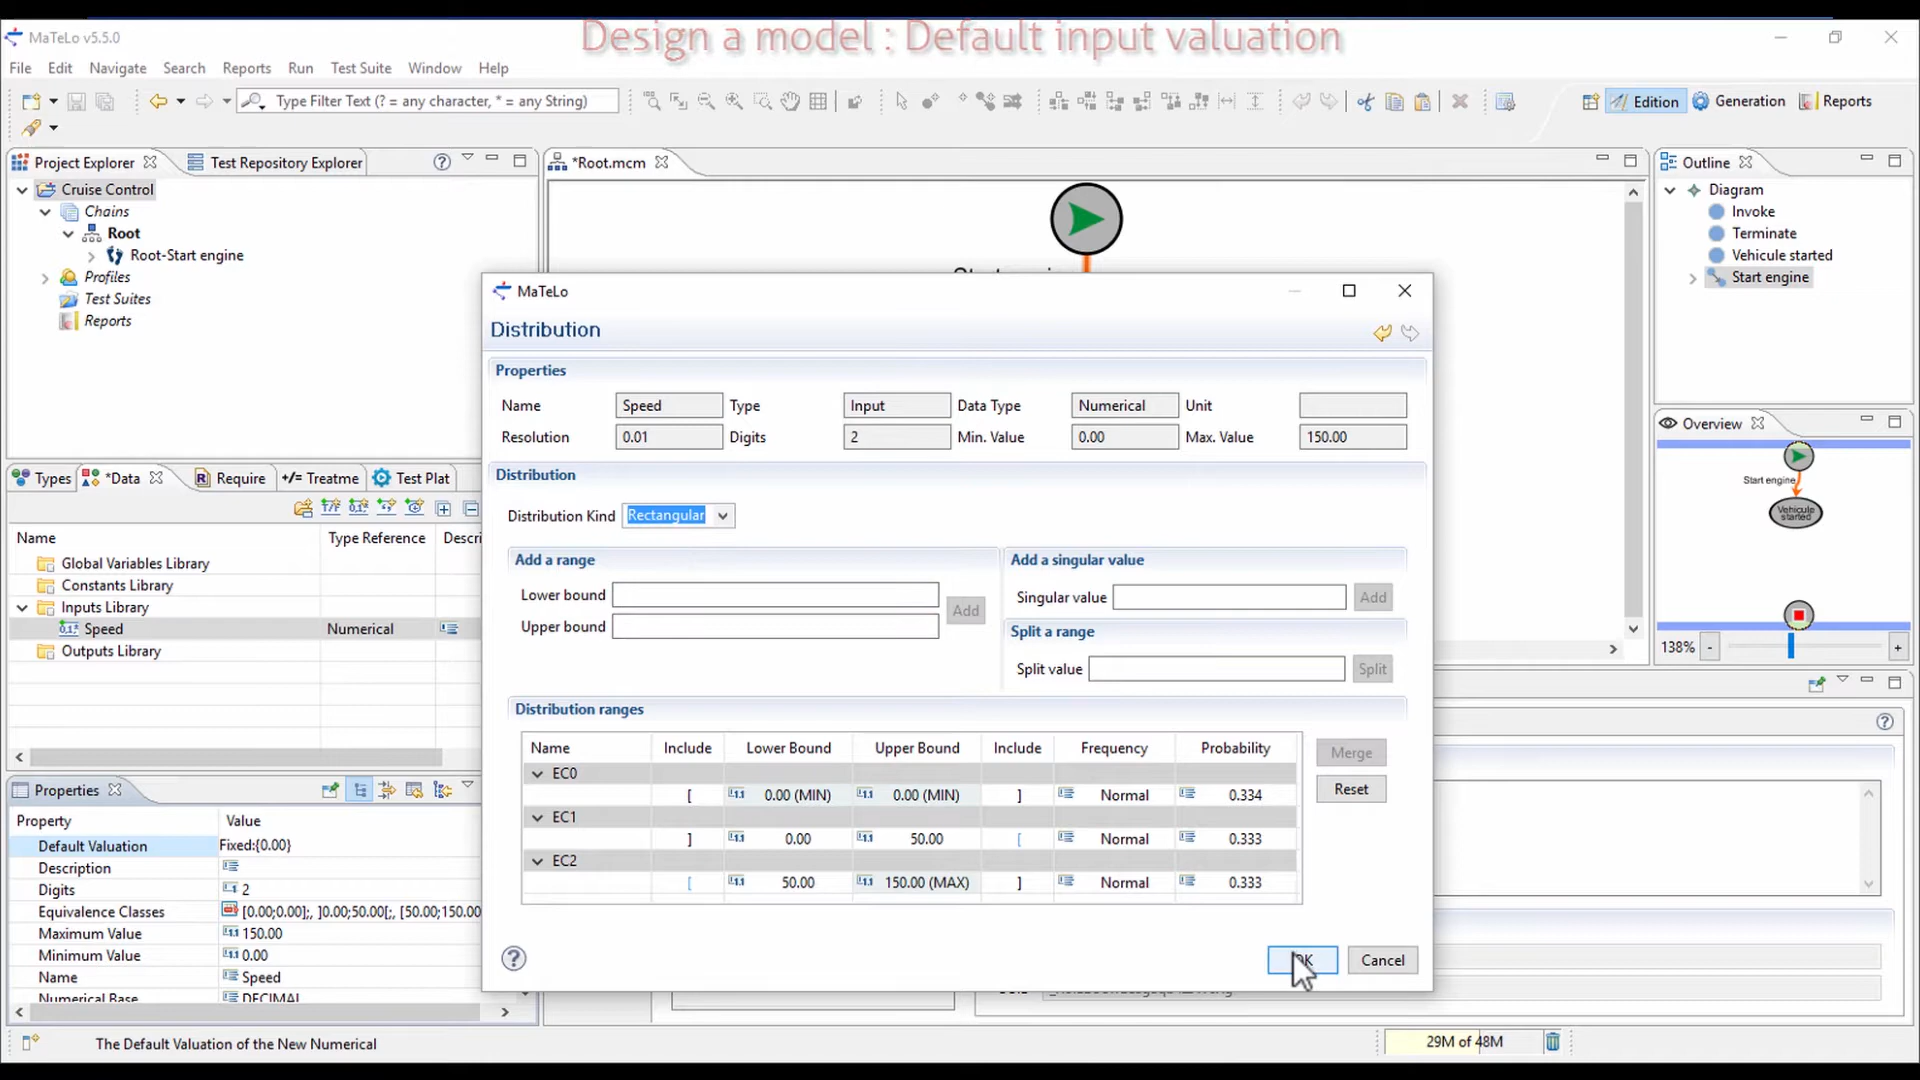 Design a model : Default input valuation
MaTeLo v5.5.0
File Edit Navigate Search Reports Run Test Suite Window Help
Type Filter Text (? = any character, * = any String)
Edition Generation Reports
Project Explorer Test Repository Explorer
Cruise Control
Chains
Root
Root-Start engine
Profiles
Test Suites
Reports
*Root.mcm
Outline
Diagram
Invoke
Terminate
Vehicule started
Start engine
Overview
Start engine
Vehicule
started
138% - +
Types *Data Require +/= Treatme Test Plat
Name Type Reference Descri
Global Variables Library
Constants Library
Inputs Library
Speed Numerical
Outputs Library
Properties
Property Value
Default Valuation Fixed:{0.00}
Description
Digits 2
Equivalence Classes [0.00;0.00];, ]0.00;50.00[;, [50.00;150.00
Maximum Value 150.00
Minimum Value 0.00
Name Speed
Numerical Base DECIMAL
The Default Valuation of the New Numerical
29M of 48M
MaTeLo
Distribution
Properties
Name Speed Type Input Data Type Numerical Unit
Resolution 0.01 Digits 2 Min. Value 0.00 Max. Value 150.00
Distribution
Distribution Kind Rectangular
Add a range
Lower bound
Upper bound
Add
Add a singular value
Singular value Add
Split a range
Split value Split
Distribution ranges
Name Include Lower Bound Upper Bound Include Frequency Probability
EC0
[ 0.00 (MIN) 0.00 (MIN) ] Normal 0.334
EC1
] 0.00 50.00 [ Normal 0.333
EC2
[ 50.00 150.00 (MAX) ] Normal 0.333
Merge
Reset
OK Cancel